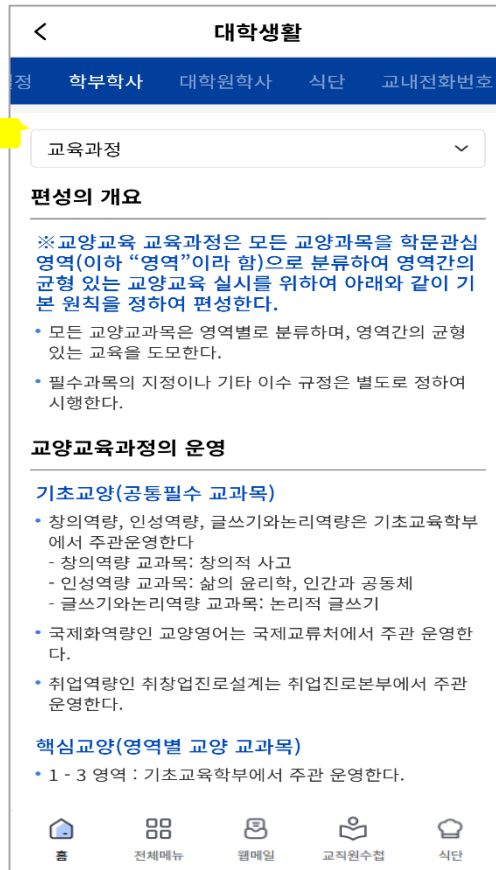 대학생활
정 학부학사 대학원학사 식단 교내전화번호
교육과정
편성의 개요
※교양교육 교육과정은 모든 교양과목을 학문관심
영역(이하 “영역”이라 함)으로 분류하여 영역간의
균형 있는 교양교육 실시를 위하여 아래와 같이 기
본 원칙을 정하여 편성한다.
• 모든 교양교과목은 영역별로 분류하며, 영역간의 균형
있는 교육을 도모한다.
• 필수과목의 지정이나 기타 이수 규정은 별도로 정하여
시행한다.
교양교육과정의 운영
기초교양(공통필수 교과목)
• 창의역량, 인성역량, 글쓰기와논리역량은 기초교육학부
에서 주관운영한다
- 창의역량 교과목: 창의적 사고
- 인성역량 교과목: 삶의 윤리학, 인간과 공동체
- 글쓰기와논리역량 교과목: 논리적 글쓰기
• 국제화역량인 교양영어는 국제교류처에서 주관 운영한
다.
• 취업역량인 취창업진로설계는 취업진로본부에서 주관
운영한다.
핵심교양(영역별 교양 교과목)
• 1 - 3 영역 : 기초교육학부에서 주관 운영한다.
홈 전체메뉴 웹메일 교직원수첩 식단